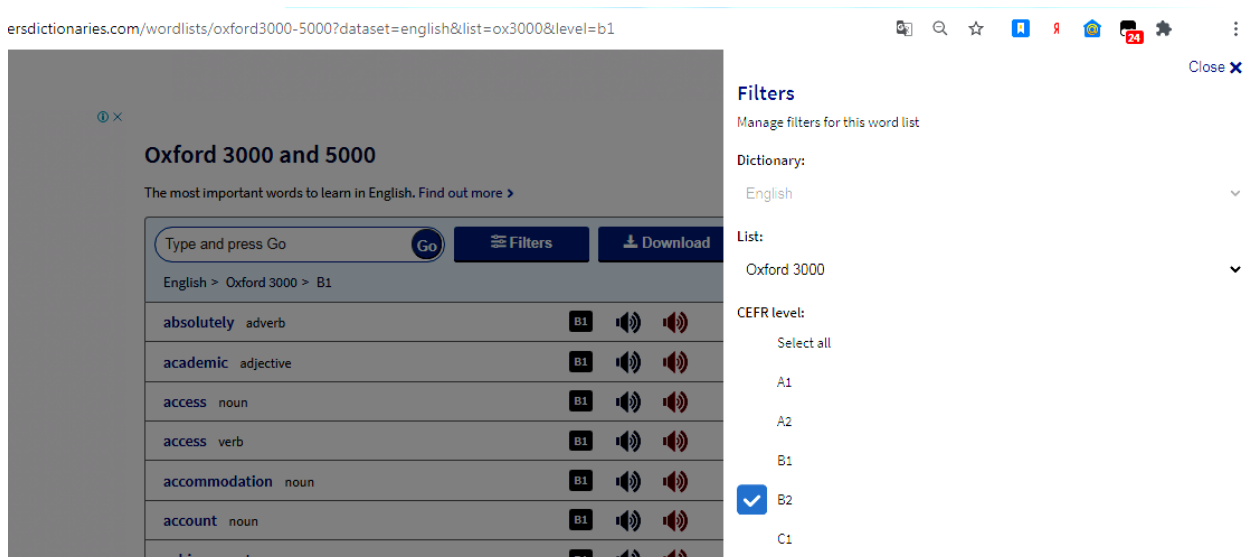 ersdictionaries.com/wordlists/oxford3000-5000?dataset=english&list=ox3000&level=b1
Я
24
Close
Filters
Manage filters for this word list
Dictionary:
English
List:
Oxford 3000
CEFR level:
Select all
A1
A2
B1
B2
C1
Oxford 3000 and 5000
The most important words to learn in English. Find out more
Type and press Go
Go
Filters
Download
English > Oxford 3000 > B1
absolutely adverb B1
academic adjective B1
access noun B1
access verb B1
accommodation noun B1
account noun B1